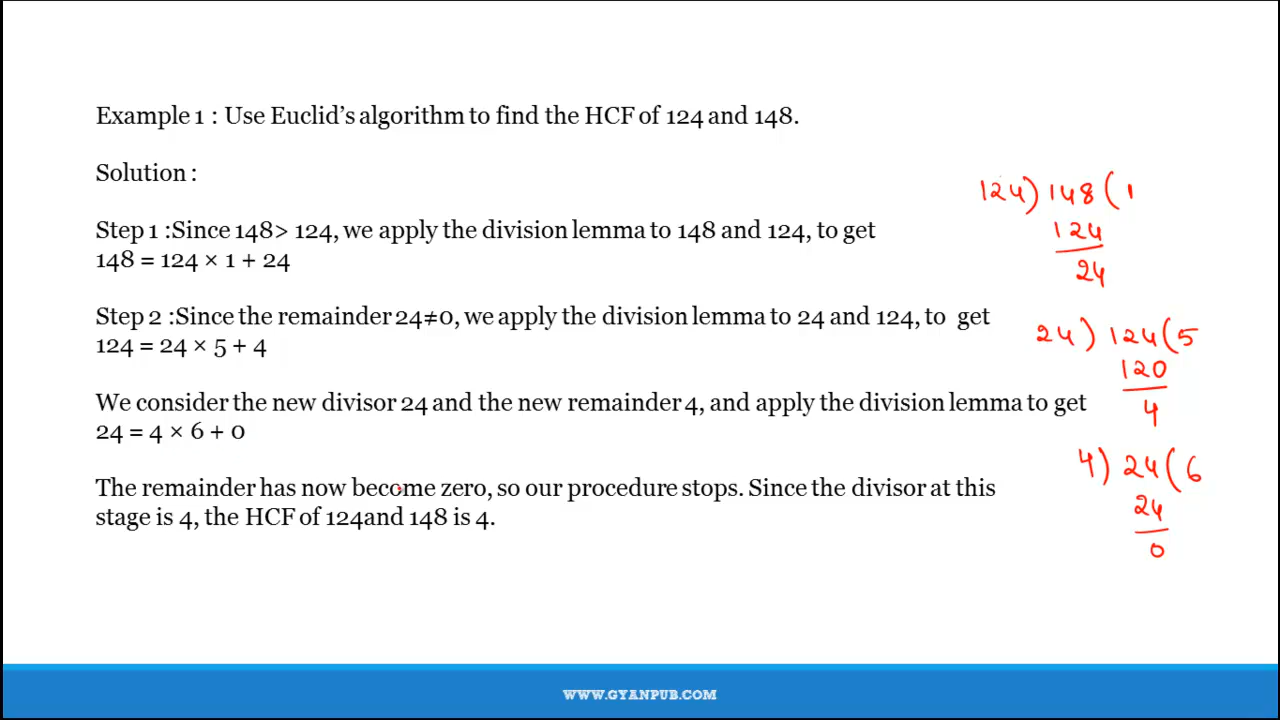 Example 1 : Use Euclid’s algorithm to find the HCF of 124 and 148.
Solution :
Step 1 :Since 148> 124, we apply the division lemma to 148 and 124, to get
148 = 124 × 1 + 24
Step 2 :Since the remainder 24≠0, we apply the division lemma to 24 and 124, to  get
124 = 24 × 5 + 4
We consider the new divisor 24 and the new remainder 4, and apply the division lemma to get
24 = 4 × 6 + 0
The remainder has now become zero, so our procedure stops. Since the divisor at this
stage is 4, the HCF of 124and 148 is 4.
124) 148 ( 1
124
24
24 ) 124 ( 5
120
4
4) 24 ( 6
24
0
WWW.GYANPUB.COM